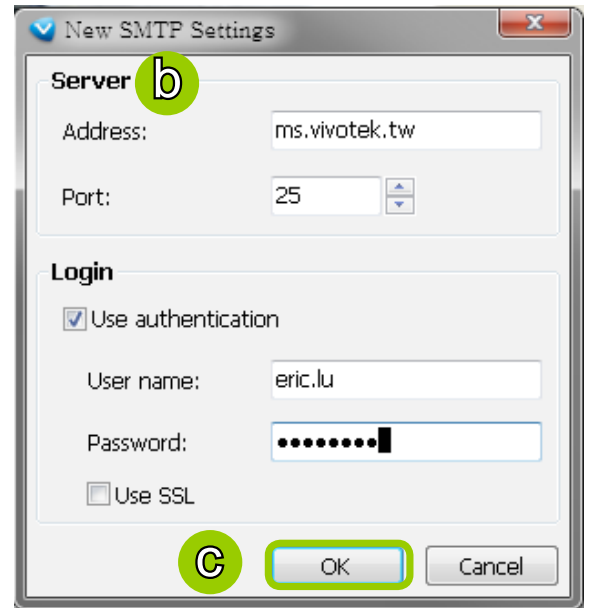 New SMTP Settings
Server b
Address: ms.vivotek.tw
Port: 25
Login
Use authentication
User name: eric.lu
Password: ••••••••
Use SSL
c OK Cancel